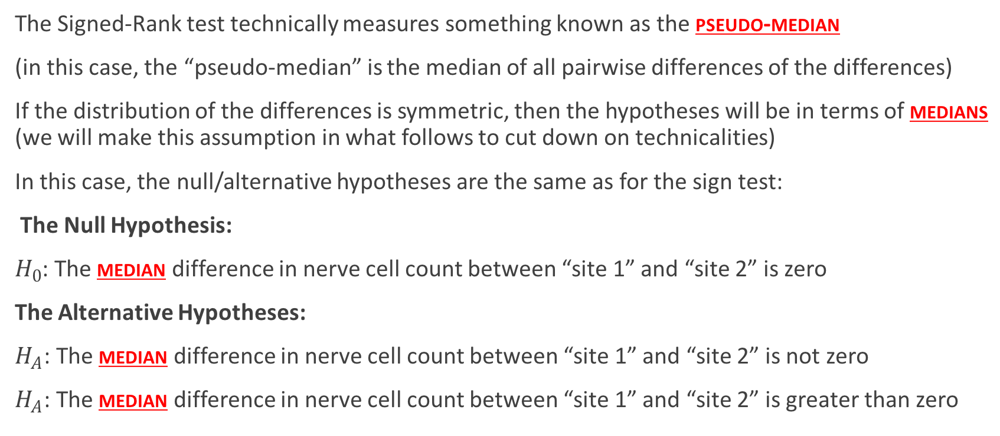 The Signed-Rank test technically measures something known as the PSEUDO-MEDIAN
(in this case, the “pseudo-median” is the median of all pairwise differences of the differences)
If the distribution of the differences is symmetric, then the hypotheses will be in terms of MEDIANS
(we will make this assumption in what follows to cut down on technicalities)
In this case, the null/alternative hypotheses are the same as for the sign test:
The Null Hypothesis:
H₀: The MEDIAN difference in nerve cell count between “site 1” and “site 2” is zero
The Alternative Hypotheses:
H_A: The MEDIAN difference in nerve cell count between “site 1” and “site 2” is not zero
H_A: The MEDIAN difference in nerve cell count between “site 1” and “site 2” is greater than zero